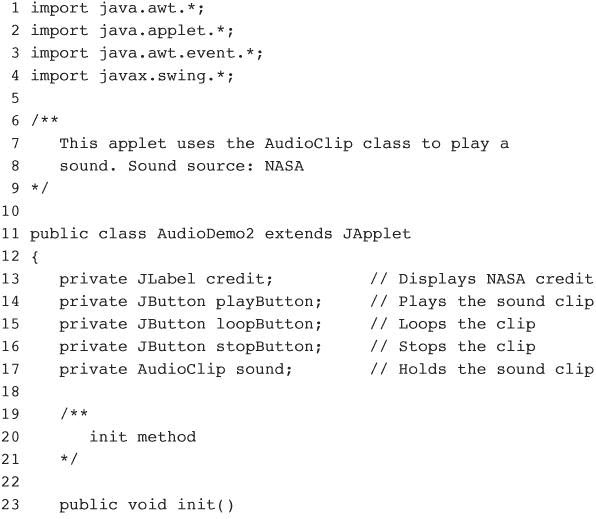 1 import java.awt.*;
2 import java.applet.*;
3 import java.awt.event.*;
4 import javax.swing.*;
5
6 /**
7    This applet uses the AudioClip class to play a
8    sound. Sound source: NASA
9 */
10
11 public class AudioDemo2 extends JApplet
12 {
13    private JLabel credit;          // Displays NASA credit
14    private JButton playButton;     // Plays the sound clip
15    private JButton loopButton;     // Loops the clip
16    private JButton stopButton;     // Stops the clip
17    private AudioClip sound;        // Holds the sound clip
18
19    /**
20       init method
21    */
22
23    public void init()